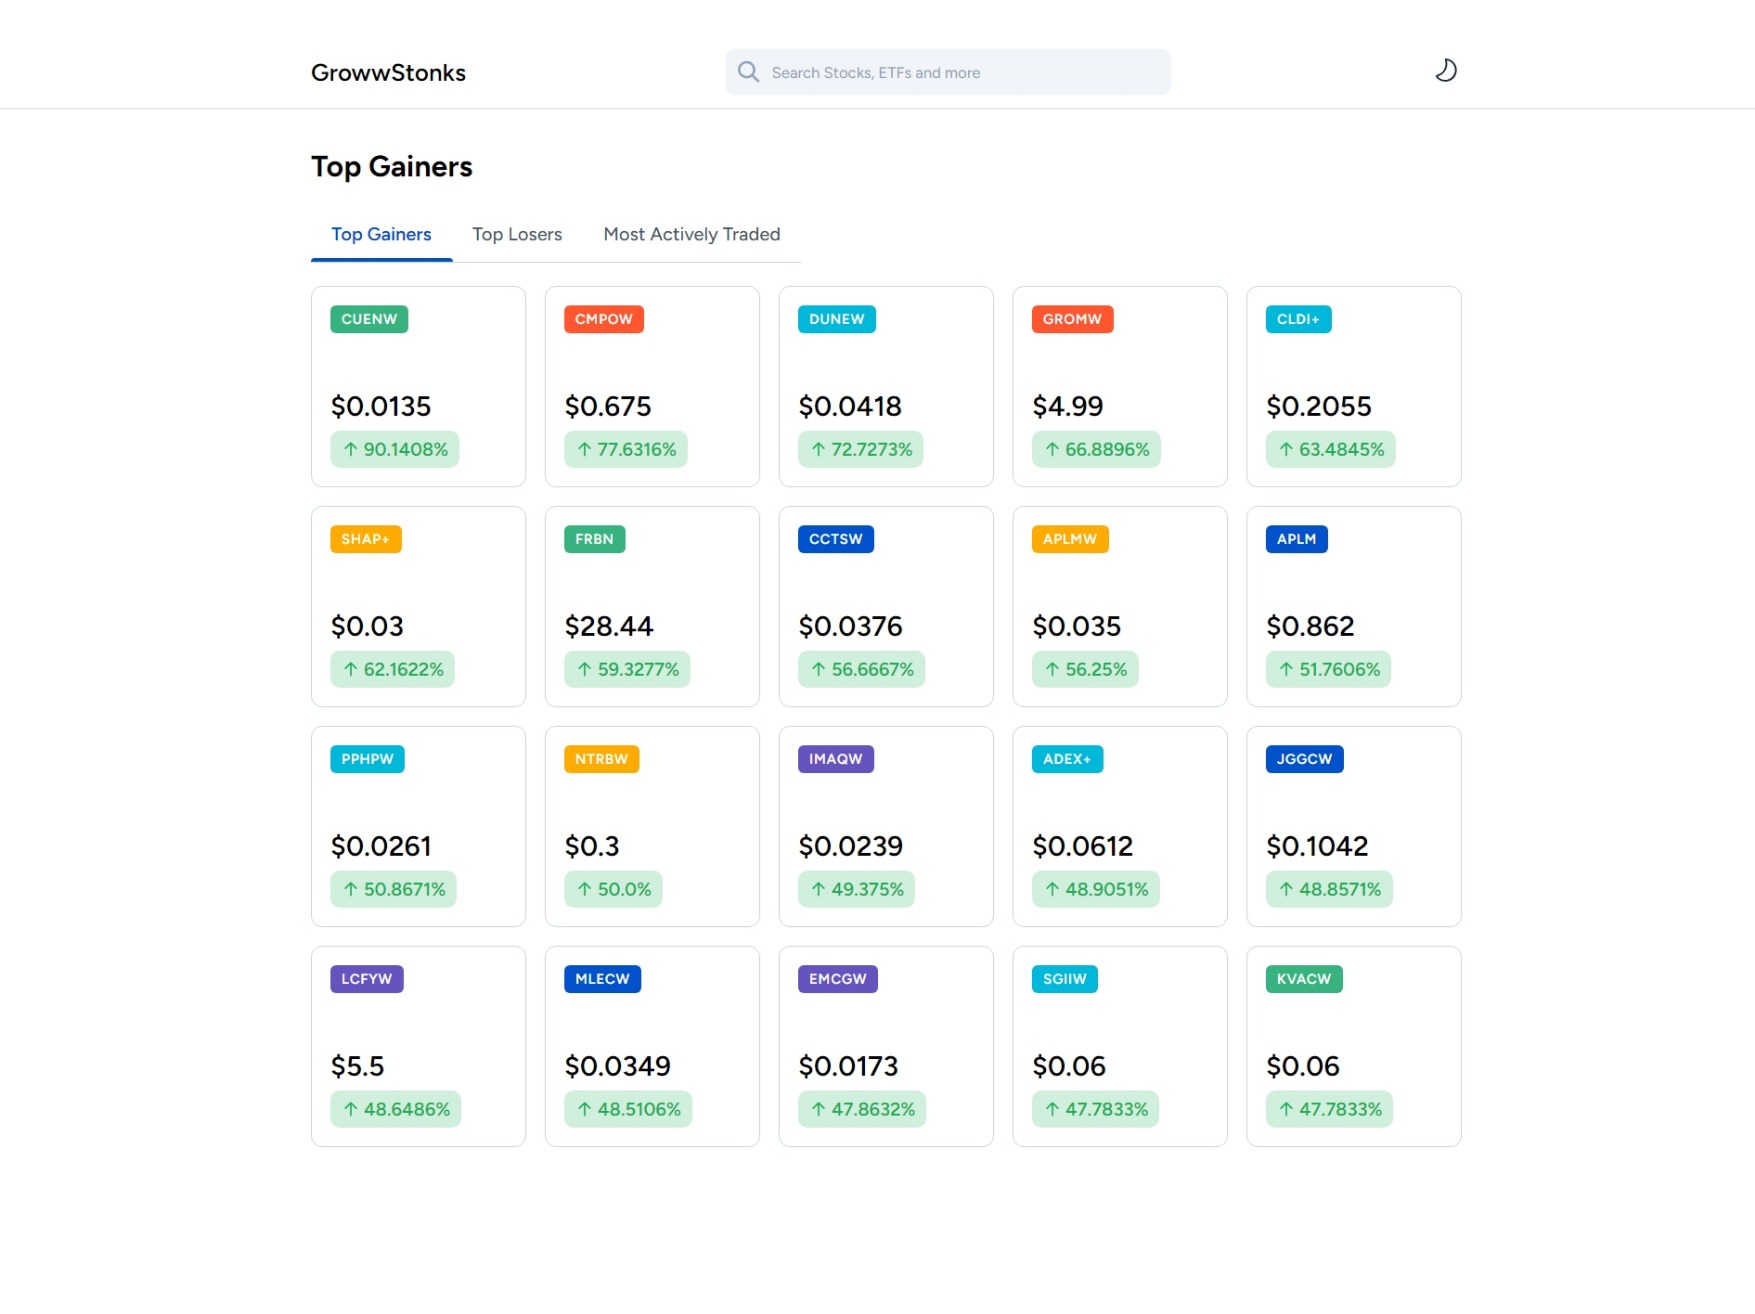 GrowwStonks
Search Stocks, ETFs and more
Top Gainers
Top Gainers Top Losers Most Actively Traded
CUENW CMPOW DUNEW GROMW CLDI+
$0.0135 $0.675 $0.0418 $4.99 $0.2055
↑ 90.1408% ↑ 77.6316% ↑ 72.7273% ↑ 66.8896% ↑ 63.4845%
SHAP+ FRBN CCTSW APLMW APLM
$0.03 $28.44 $0.0376 $0.035 $0.862
↑ 62.1622% ↑ 59.3277% ↑ 56.6667% ↑ 56.25% ↑ 51.7606%
PPHPW NTRBW IMAQW ADEX+ JGGCW
$0.0261 $0.3 $0.0239 $0.0612 $0.1042
↑ 50.8671% ↑ 50.0% ↑ 49.375% ↑ 48.9051% ↑ 48.8571%
LCFYW MLECW EMCGW SGIIW KVACW
$5.5 $0.0349 $0.0173 $0.06 $0.06
↑ 48.6486% ↑ 48.5106% ↑ 47.8632% ↑ 47.7833% ↑ 47.7833%